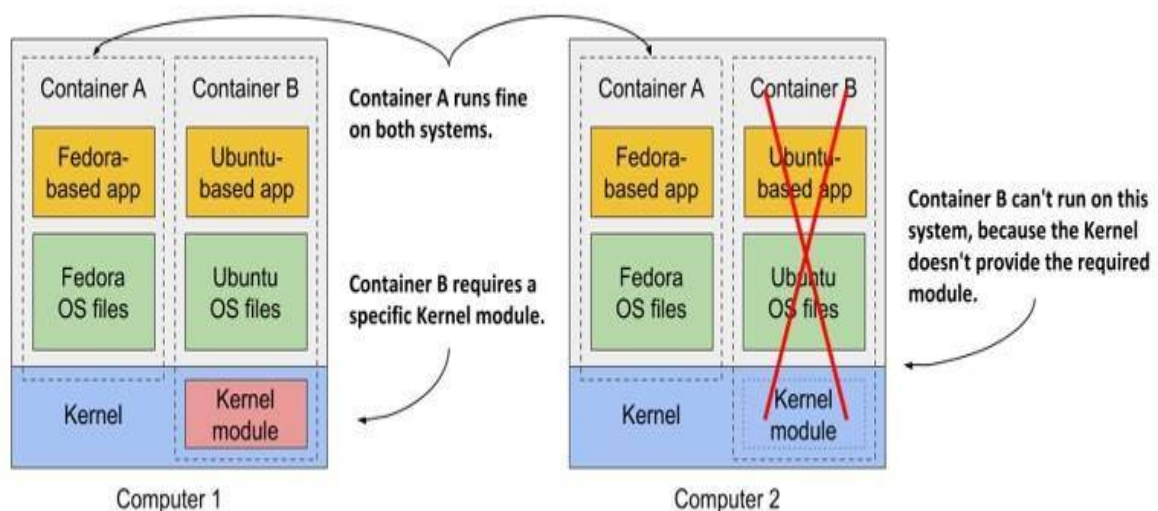 Container A
Container B
Fedora-
based app
Ubuntu-
based app
Fedora
OS files
Ubuntu
OS files
Kernel
Kernel
module
Computer 1
Container A runs fine
on both systems.
Container B requires a
specific Kernel module.
Container A
Container B
Fedora-
based app
Ubuntu-
based app
Fedora
OS files
Ubuntu
OS files
Kernel
Kernel
module
Computer 2
Container B can't run on this
system, because the Kernel
doesn't provide the required
module.